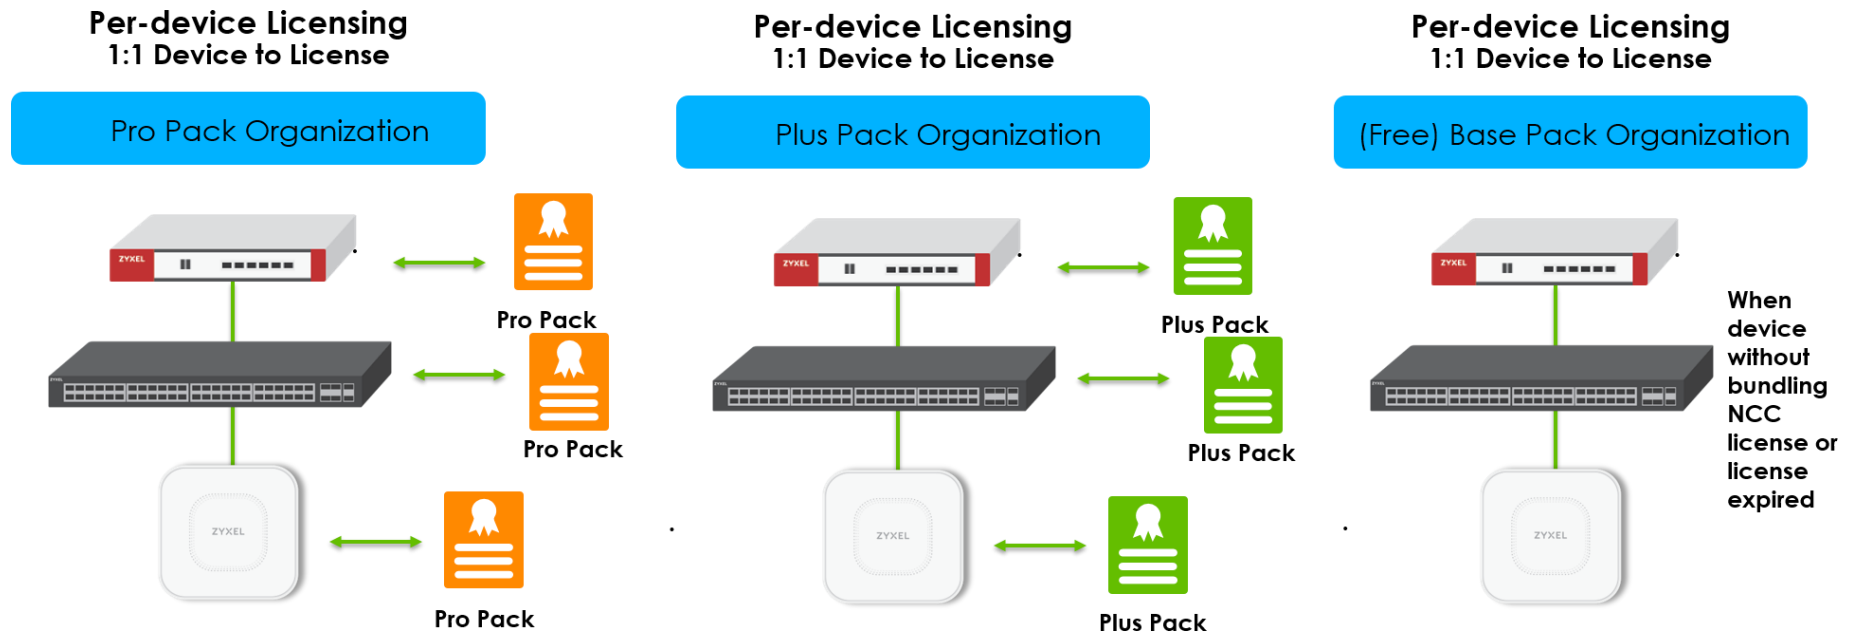 Per-device Licensing
1:1 Device to License
Pro Pack Organization
ZYXEL
Pro Pack
ZYXEL
Pro Pack
ZYXEL
Pro Pack
Per-device Licensing
1:1 Device to License
Plus Pack Organization
ZYXEL
Plus Pack
ZYXEL
Plus Pack
ZYXEL
Plus Pack
Per-device Licensing
1:1 Device to License
(Free) Base Pack Organization
ZYXEL
ZYXEL
ZYXEL
When
device
without
bundling
NCC
license or
license
expired